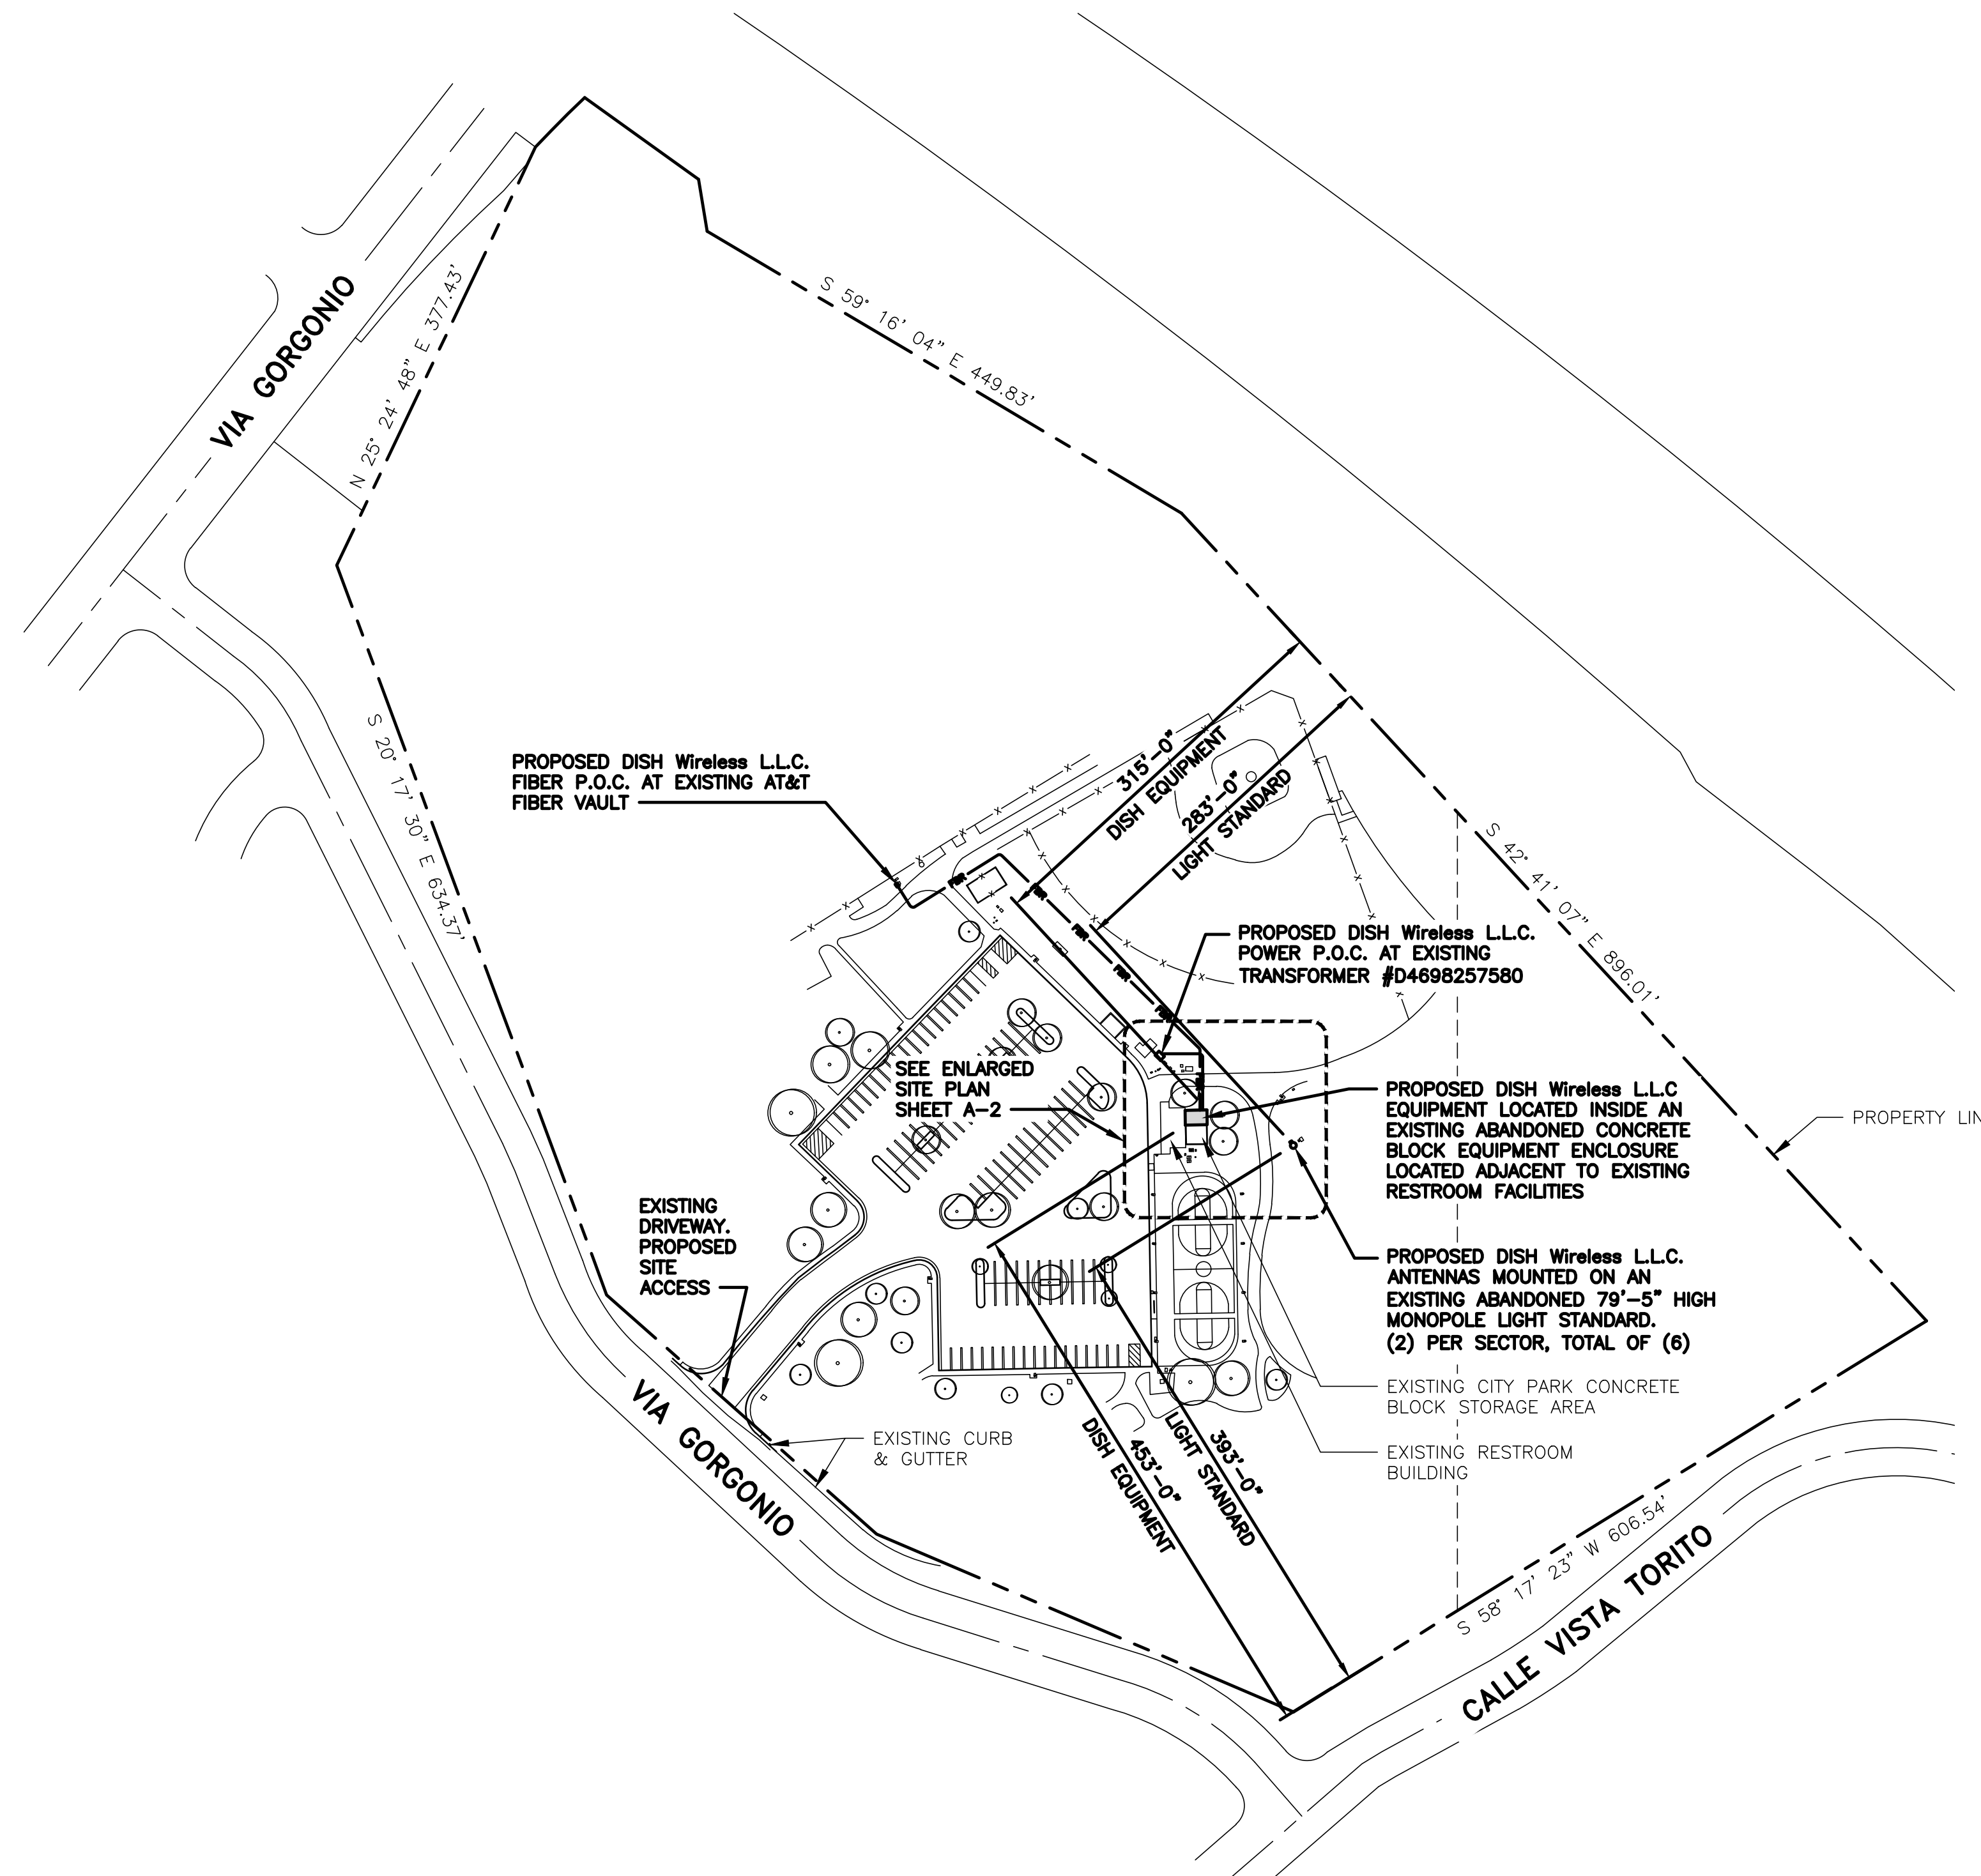 VIA GORGONIO
N 25° 24' 48" E 377.43'
S 59° 16' 04" E 449.83'
S 20° 17' 30" E 634.37'
PROPOSED DISH Wireless L.L.C.
FIBER P.O.C. AT EXISTING AT&T
FIBER VAULT
315'-0"
DISH EQUIPMENT
283'-0"
LIGHT STANDARD
S 42° 41' 07" E 896.01'
FBR
FBR
FBR
FBR
FBR
PROPOSED DISH Wireless L.L.C.
POWER P.O.C. AT EXISTING
TRANSFORMER #D4698257580
SEE ENLARGED
SITE PLAN
SHEET A-2
PROPOSED DISH Wireless L.L.C
EQUIPMENT LOCATED INSIDE AN
EXISTING ABANDONED CONCRETE
BLOCK EQUIPMENT ENCLOSURE
LOCATED ADJACENT TO EXISTING
RESTROOM FACILITIES
PROPERTY LIN
EXISTING
DRIVEWAY.
PROPOSED
SITE
ACCESS
PROPOSED DISH Wireless L.L.C.
ANTENNAS MOUNTED ON AN
EXISTING ABANDONED 79'-5" HIGH
MONOPOLE LIGHT STANDARD.
(2) PER SECTOR, TOTAL OF (6)
EXISTING CITY PARK CONCRETE
BLOCK STORAGE AREA
EXISTING CURB
& GUTTER
EXISTING RESTROOM
BUILDING
VIA GORGONIO
453'-0"
DISH EQUIPMENT
393'-0"
LIGHT STANDARD
S 58° 17' 23" W 606.54'
CALLE VISTA TORITO